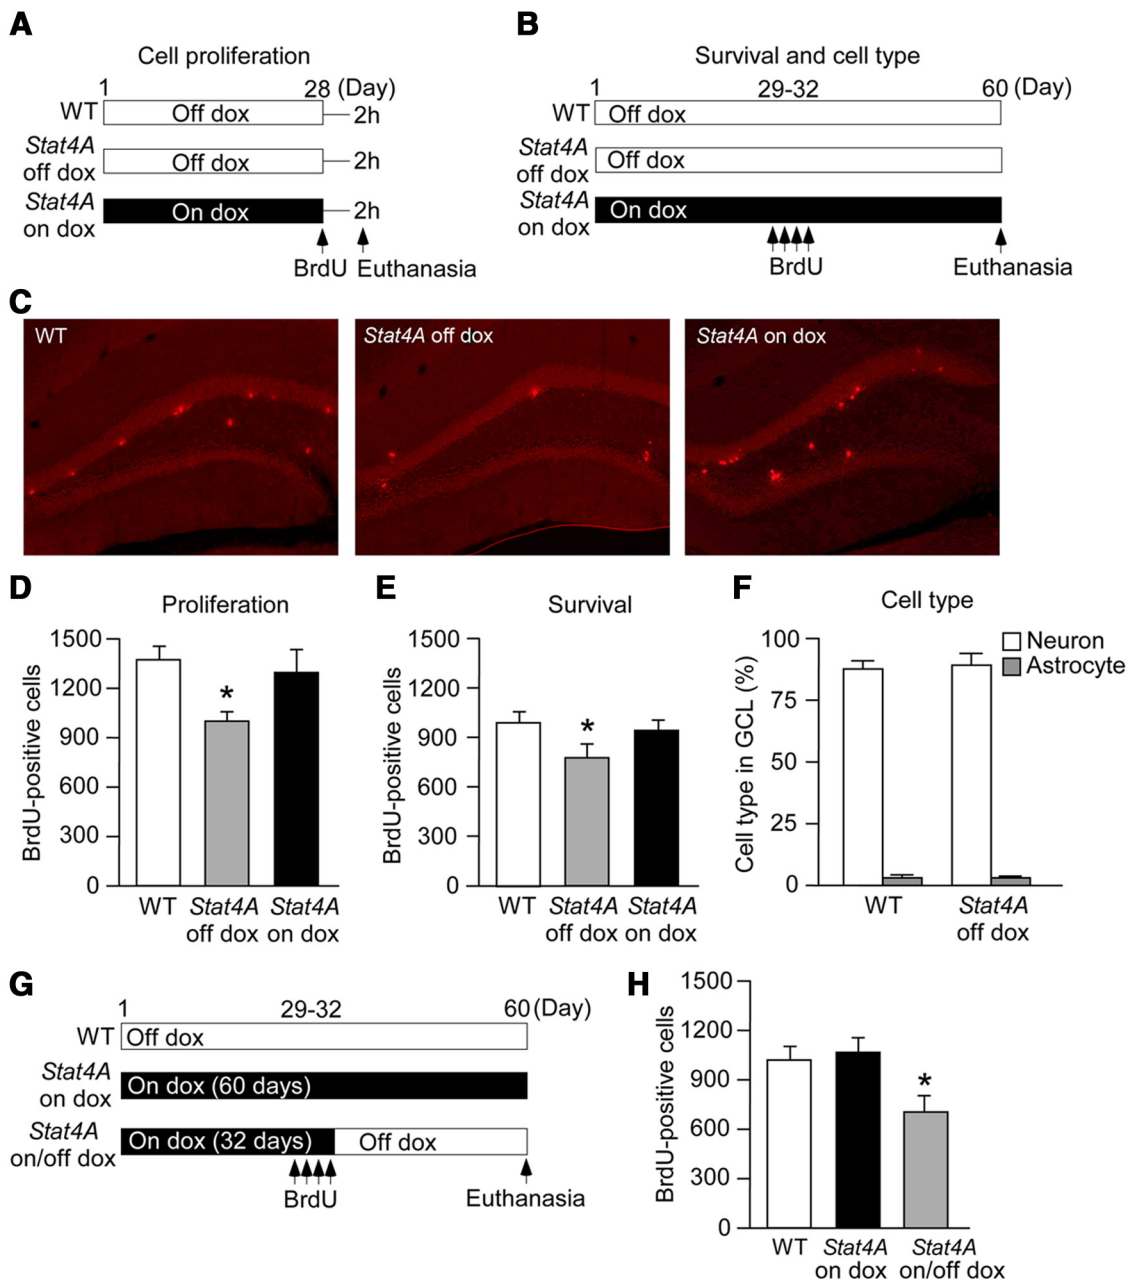 A
Cell proliferation
1 28 (Day)
WT Off dox 2h
Stat4A
off dox Off dox 2h
Stat4A
on dox On dox 2h
BrdU Euthanasia
B
Survival and cell type
1 29-32 60 (Day)
WT Off dox
Stat4A
off dox Off dox
Stat4A
on dox On dox
BrdU Euthanasia
C
WT Stat4A off dox Stat4A on dox
D
Proliferation
BrdU-positive cells
1500
1200
900
600
300
0
*
WT Stat4A Stat4A
off dox on dox
E
Survival
BrdU-positive cells
1500
1200
900
600
300
0
*
WT Stat4A Stat4A
off dox on dox
F
Cell type
Cell type in GCL (%)
100
75
50
25
0
Neuron
Astrocyte
WT Stat4A
off dox
G
1 29-32 60 (Day)
WT Off dox
Stat4A
on dox On dox (60 days)
Stat4A
on/off dox On dox (32 days) Off dox
BrdU Euthanasia
H
BrdU-positive cells
1500
1200
900
600
300
0
*
WT Stat4A Stat4A
on dox on/off dox